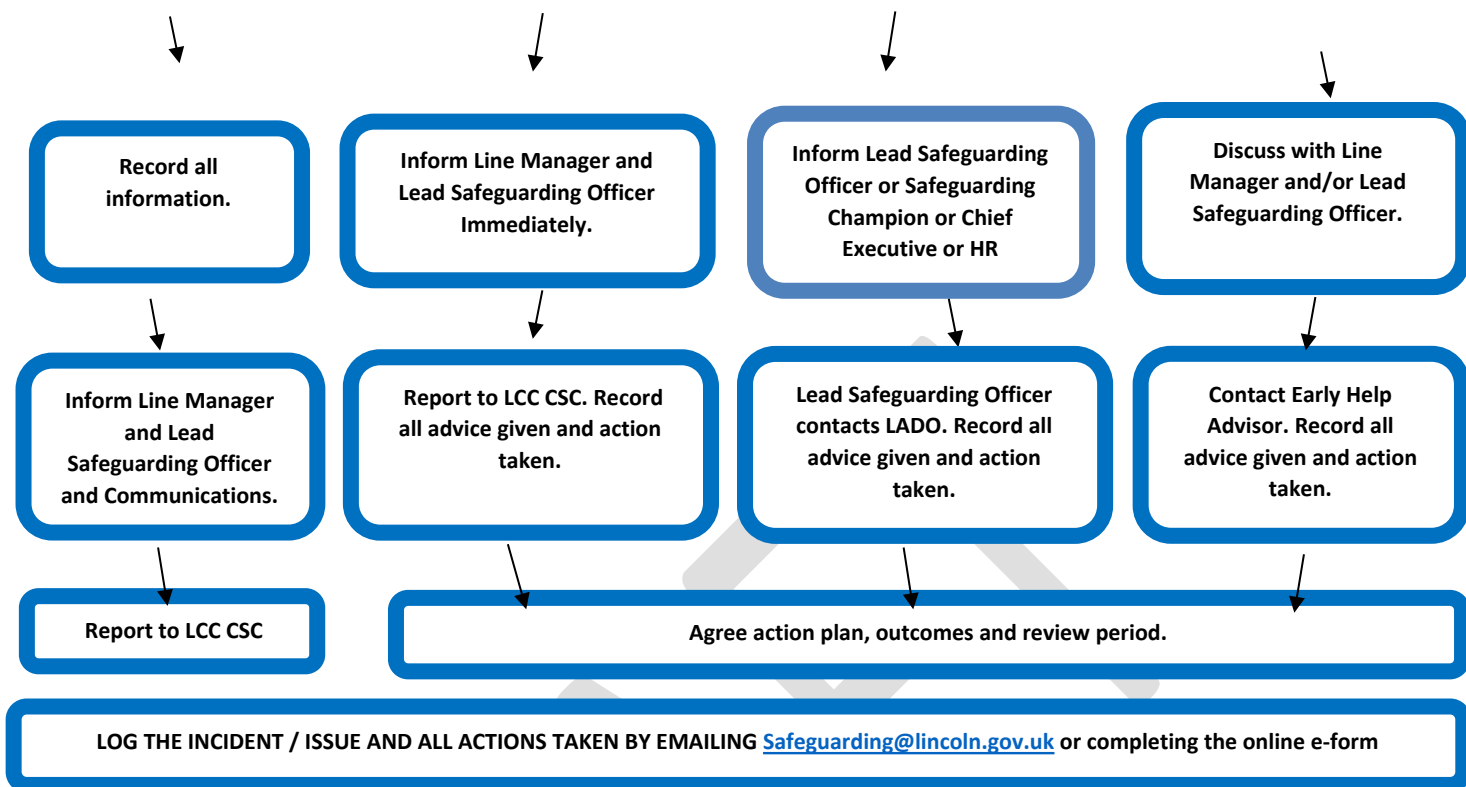 Record all
information.
Inform Line Manager and
Lead Safeguarding Officer
Immediately.
Inform Lead Safeguarding
Officer or Safeguarding
Champion or Chief
Executive or HR
Discuss with Line
Manager and/or Lead
Safeguarding Officer.
Inform Line Manager
and Lead
Safeguarding Officer
and Communications.
Report to LCC CSC. Record
all advice given and action
taken.
Lead Safeguarding Officer
contacts LADO. Record all
advice given and action
taken.
Contact Early Help
Advisor. Record all
advice given and action
taken.
Report to LCC CSC
Agree action plan, outcomes and review period.
LOG THE INCIDENT / ISSUE AND ALL ACTIONS TAKEN BY EMAILING Safeguarding@lincoln.gov.uk or completing the online e-form